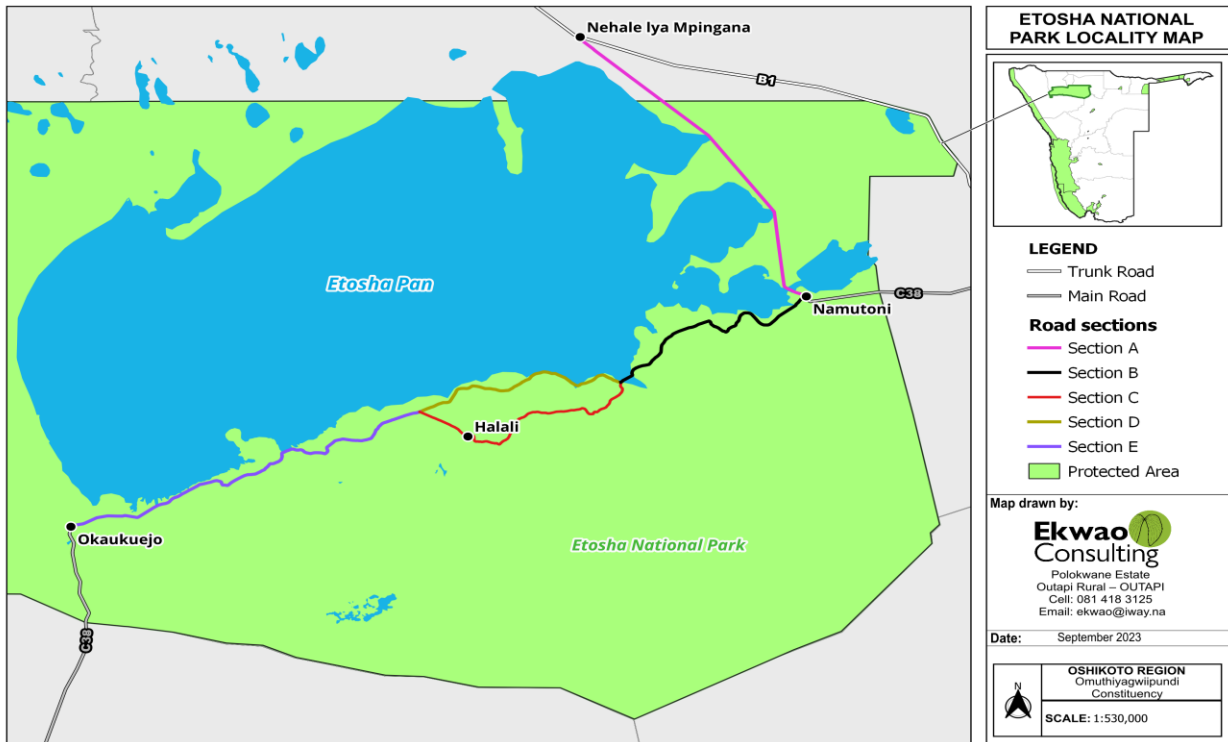 Nehale lya Mpingana
B1
Etosha Pan
Namutoni
C38
Halali
Okaukuejo
Etosha National Park
C38
ETOSHA NATIONAL
PARK LOCALITY MAP
LEGEND
Trunk Road
Main Road
Road sections
Section A
Section B
Section C
Section D
Section E
Protected Area
Map drawn by:
Ekwao
Consulting
Polokwane Estate
Outapi Rural – OUTAPI
Cell: 081 418 3125
Email: ekwao@iway.na
Date: September 2023
N
OSHIKOTO REGION
Omuthiyagwiipundi
Constituency
SCALE: 1:530,000